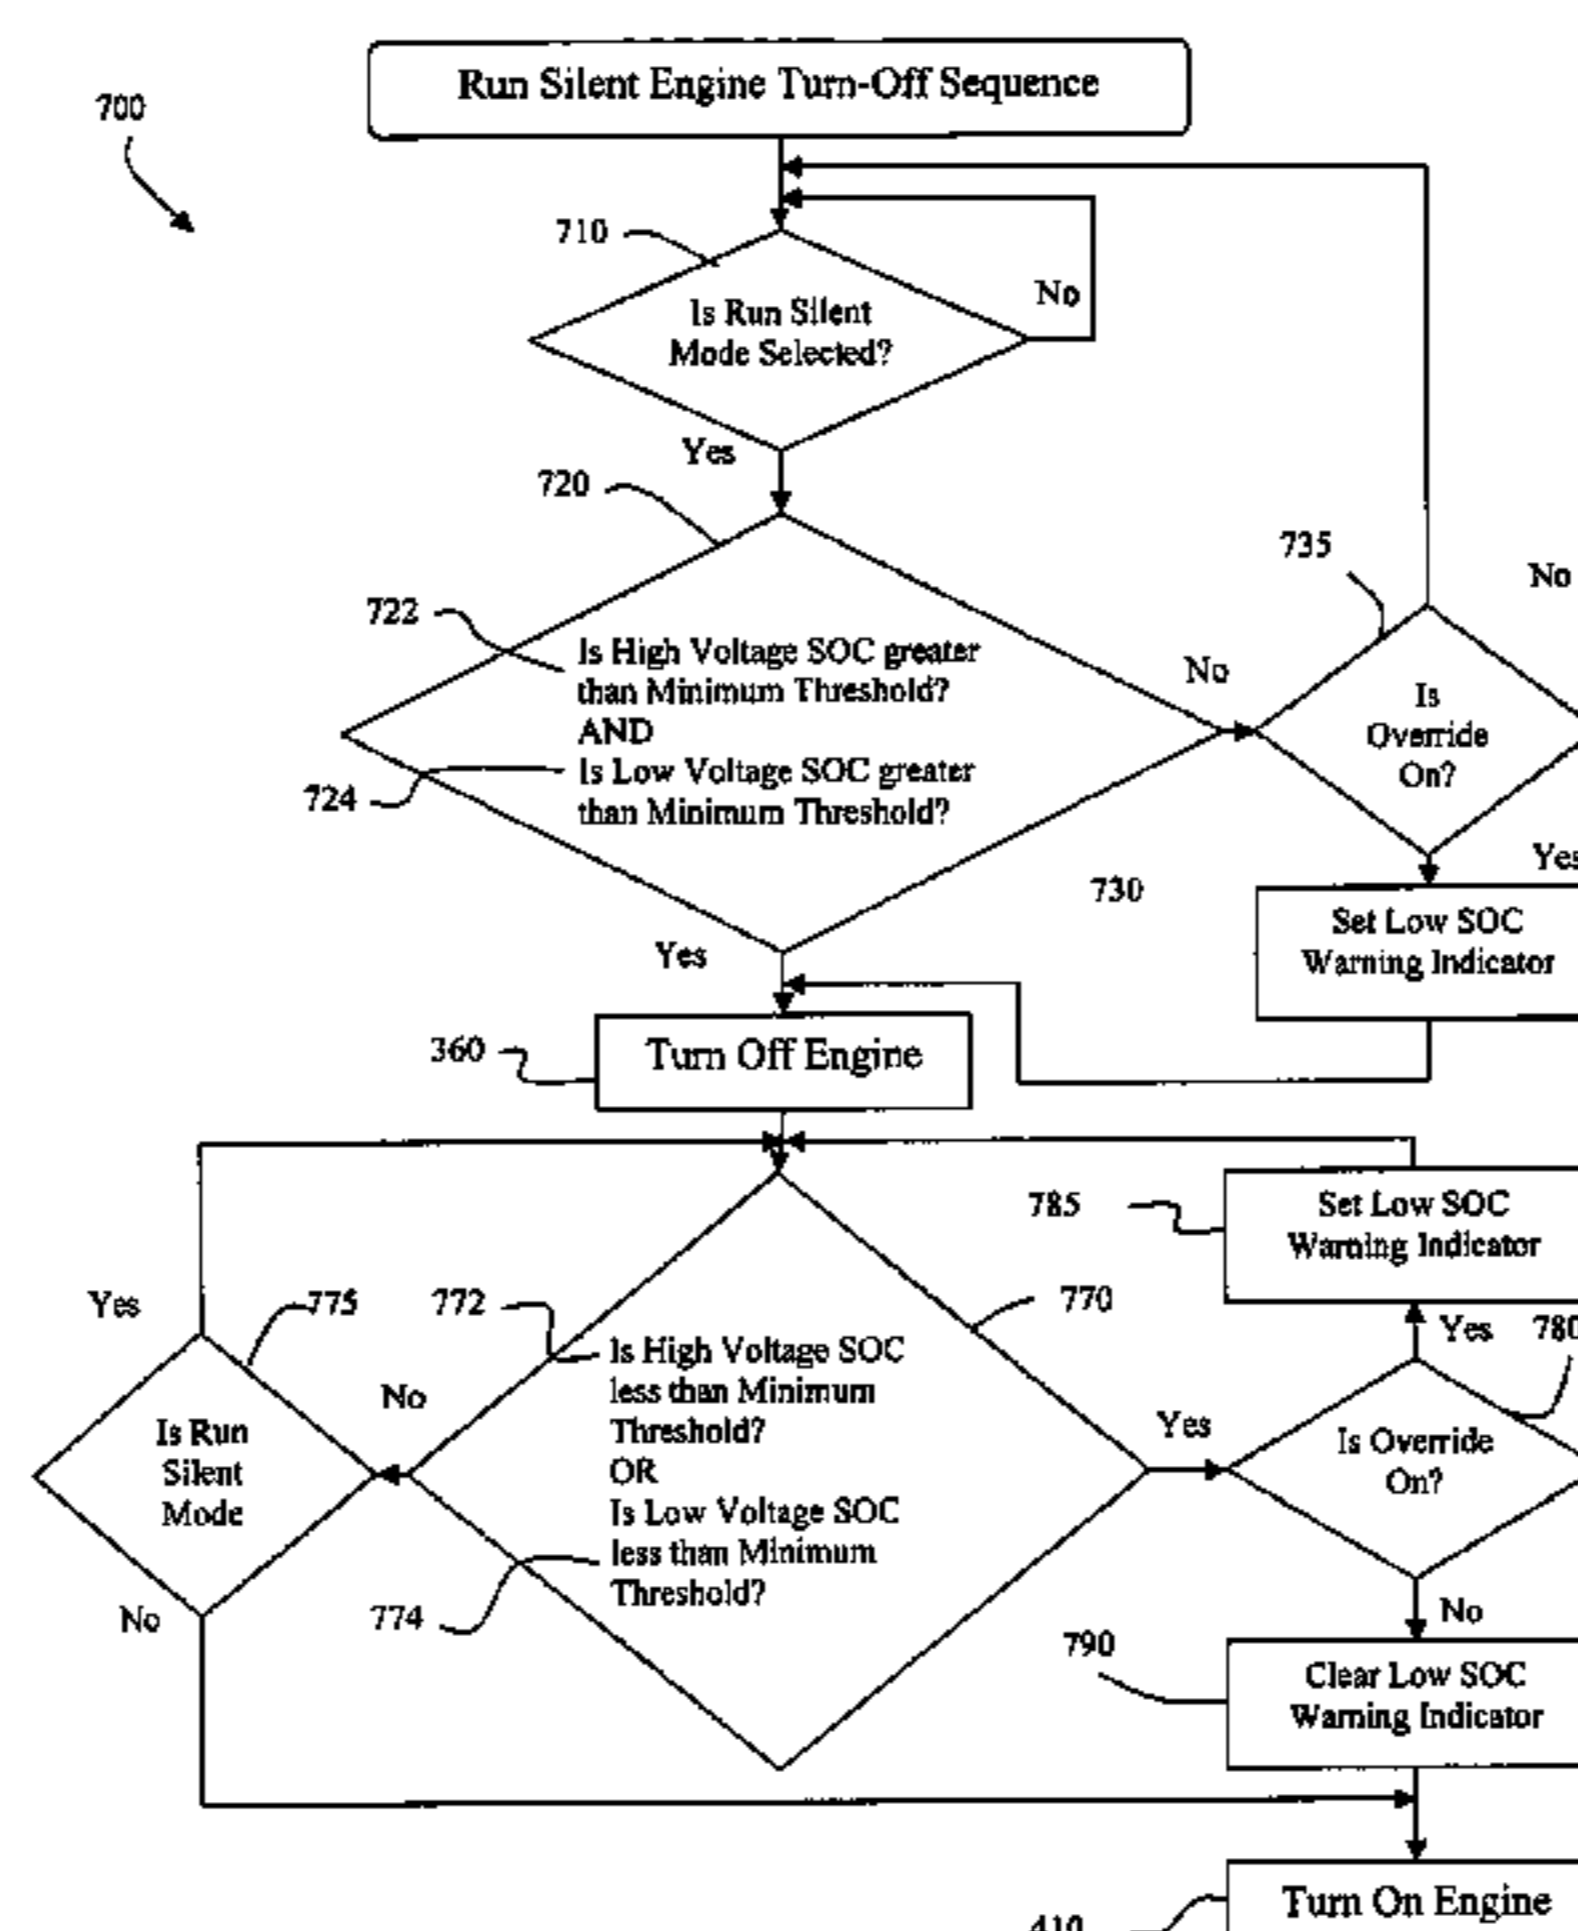 Run Silent Engine Turn-Off Sequence
700
710
Is Run Silent
Mode Selected?
No
Yes
720
722
Is High Voltage SOC greater
than Minimum Threshold?
AND
724
Is Low Voltage SOC greater
than Minimum Threshold?
No
735
No
Is
Override
On?
Yes
730
Set Low SOC
Warning Indicator
Yes
360
Turn Off Engine
785
Set Low SOC
Warning Indicator
Yes
775
Is Run
Silent
Mode
No
No
772
770
Is High Voltage SOC
less than Minimum
Threshold?
OR
Is Low Voltage SOC
less than Minimum
Threshold?
774
Yes
Yes
780
Is Override
On?
No
790
Clear Low SOC
Warning Indicator
410
Turn On Engine